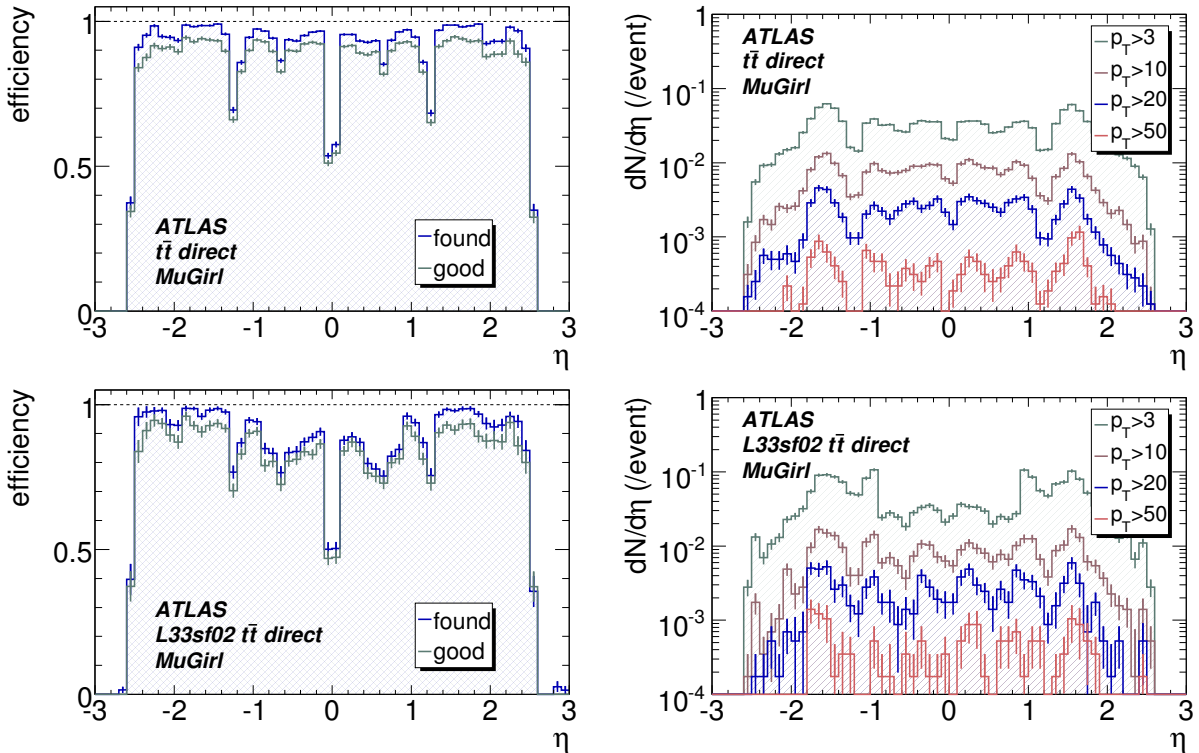 efficiency
1
0.5
0
ATLAS
tt̄ direct
MuGirl
found
good
-3 -2 -1 0 1 2 3
η
dN/dη (/event)
1
10⁻¹
10⁻²
10⁻³
10⁻⁴
ATLAS
tt̄ direct
MuGirl
p_T>3
p_T>10
p_T>20
p_T>50
-3 -2 -1 0 1 2 3
η
efficiency
1
0.5
0
ATLAS
L33sf02 tt̄ direct
MuGirl
found
good
-3 -2 -1 0 1 2 3
η
dN/dη (/event)
1
10⁻¹
10⁻²
10⁻³
10⁻⁴
ATLAS
L33sf02 tt̄ direct
MuGirl
p_T>3
p_T>10
p_T>20
p_T>50
-3 -2 -1 0 1 2 3
η